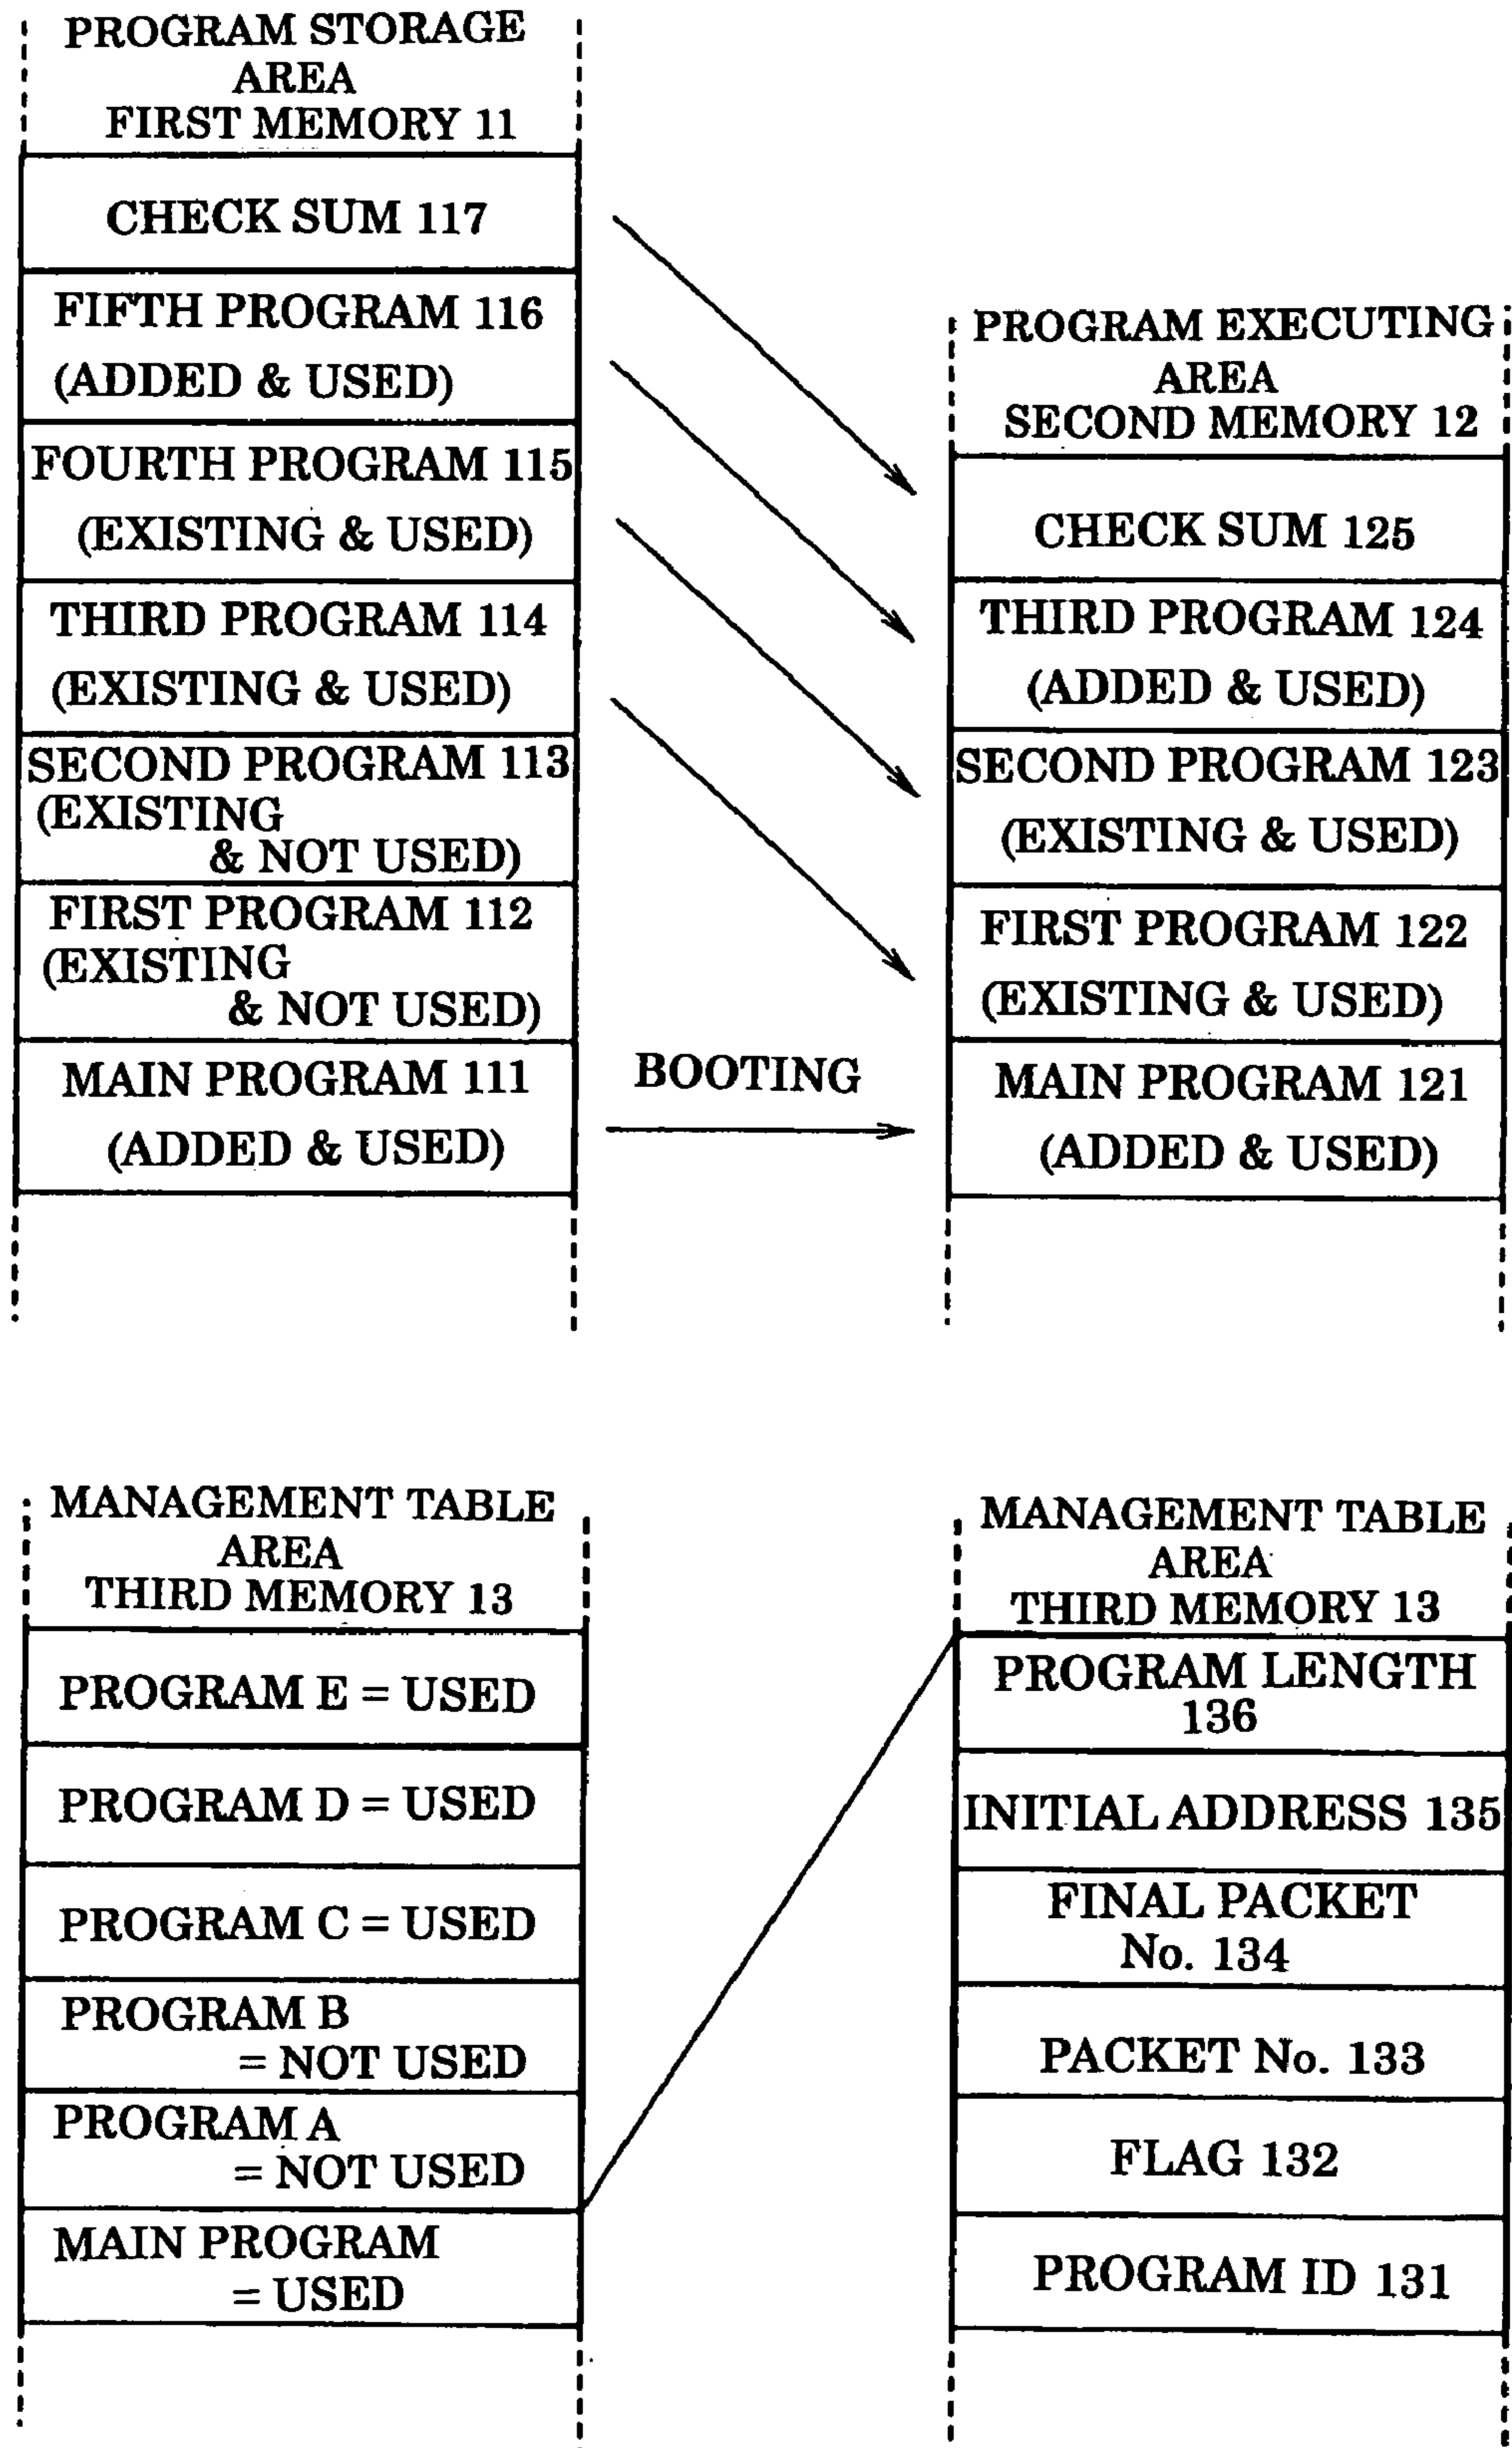 PROGRAM STORAGE
AREA
FIRST MEMORY 11
CHECK SUM 117
FIFTH PROGRAM 116
(ADDED & USED)
FOURTH PROGRAM 115
(EXISTING & USED)
THIRD PROGRAM 114
(EXISTING & USED)
SECOND PROGRAM 113
(EXISTING
& NOT USED)
FIRST PROGRAM 112
(EXISTING
& NOT USED)
MAIN PROGRAM 111
(ADDED & USED)
BOOTING
PROGRAM EXECUTING
AREA
SECOND MEMORY 12
CHECK SUM 125
THIRD PROGRAM 124
(ADDED & USED)
SECOND PROGRAM 123
(EXISTING & USED)
FIRST PROGRAM 122
(EXISTING & USED)
MAIN PROGRAM 121
(ADDED & USED)
MANAGEMENT TABLE
AREA
THIRD MEMORY 13
PROGRAM E = USED
PROGRAM D = USED
PROGRAM C = USED
PROGRAM B
= NOT USED
PROGRAM A
= NOT USED
MAIN PROGRAM
= USED
MANAGEMENT TABLE
AREA
THIRD MEMORY 13
PROGRAM LENGTH
136
INITIAL ADDRESS 135
FINAL PACKET
No. 134
PACKET No. 133
FLAG 132
PROGRAM ID 131